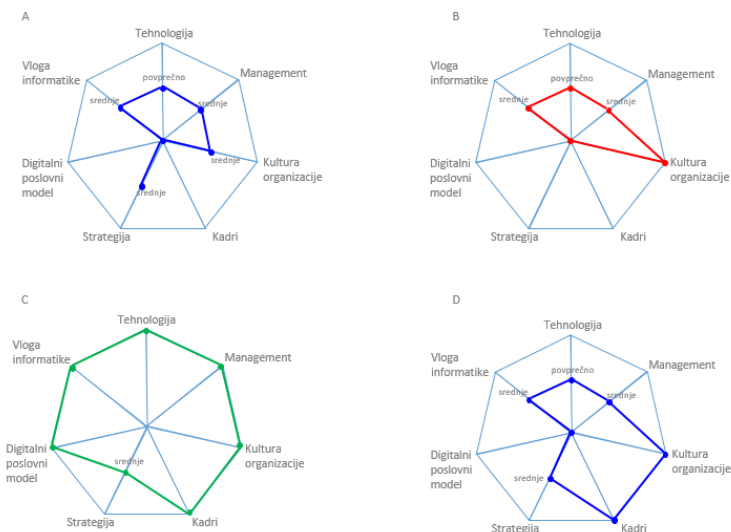 A
Tehnologija
Vloga
informatike
Management
povprečno
srednje
srednje
Digitalni
poslovni
model
srednje
Kultura
organizacije
srednje
Strategija
Kadri
B
Tehnologija
Vloga
informatike
Management
povprečno
srednje
srednje
Digitalni
poslovni
model
Kultura
organizacije
Strategija
Kadri
C
Tehnologija
Vloga
informatike
Management
Digitalni
poslovni
model
srednje
Kultura
organizacije
Strategija
Kadri
D
Tehnologija
Vloga
informatike
Management
povprečno
srednje
srednje
Digitalni
poslovni
model
Kultura
organizacije
srednje
Strategija
Kadri